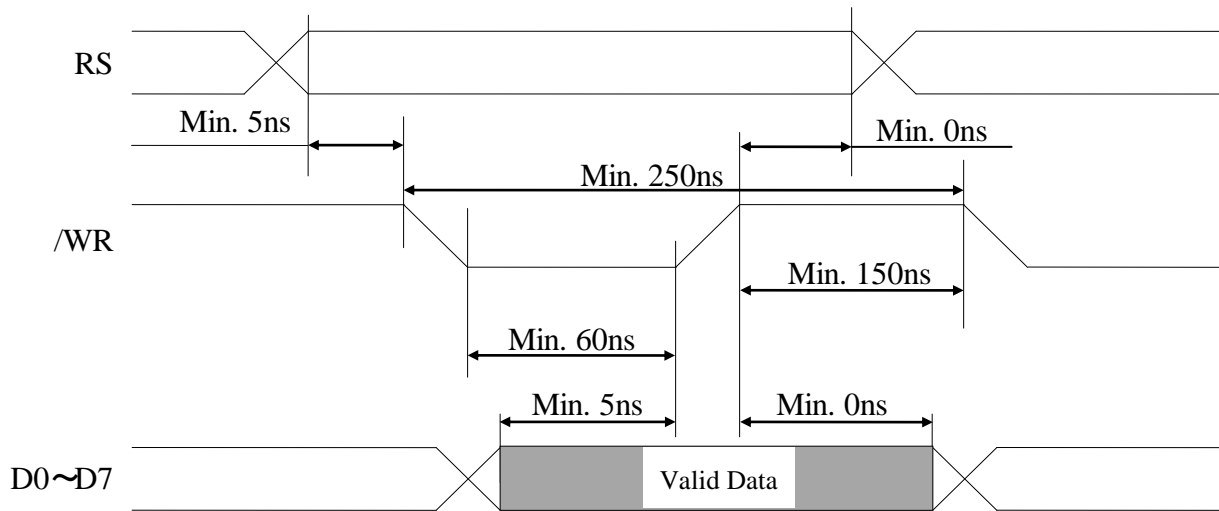 RS
Min. 5ns
Min. 0ns
Min. 250ns
/WR
Min. 150ns
Min. 60ns
Min. 5ns
Min. 0ns
D0～D7
Valid Data